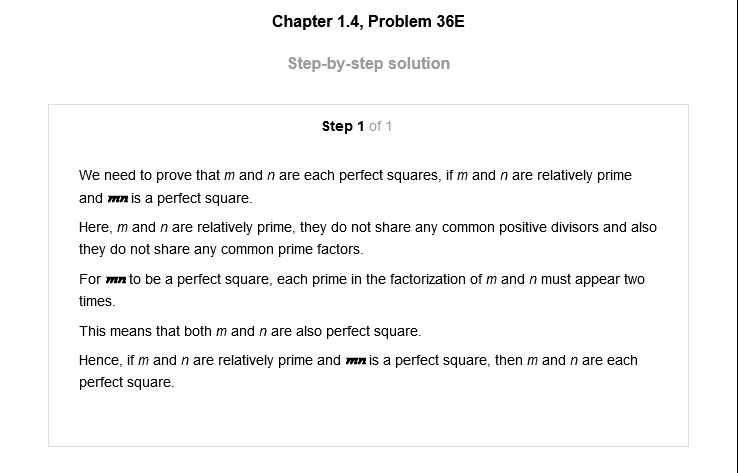 Chapter 1.4, Problem 36E
Step-by-step solution
Step 1 of 1
We need to prove that m and n are each perfect squares, if m and n are relatively prime
and mn is a perfect square.
Here, m and n are relatively prime, they do not share any common positive divisors and also
they do not share any common prime factors.
For mn to be a perfect square, each prime in the factorization of m and n must appear two
times.
This means that both m and n are also perfect square.
Hence, if m and n are relatively prime and mn is a perfect square, then m and n are each
perfect square.